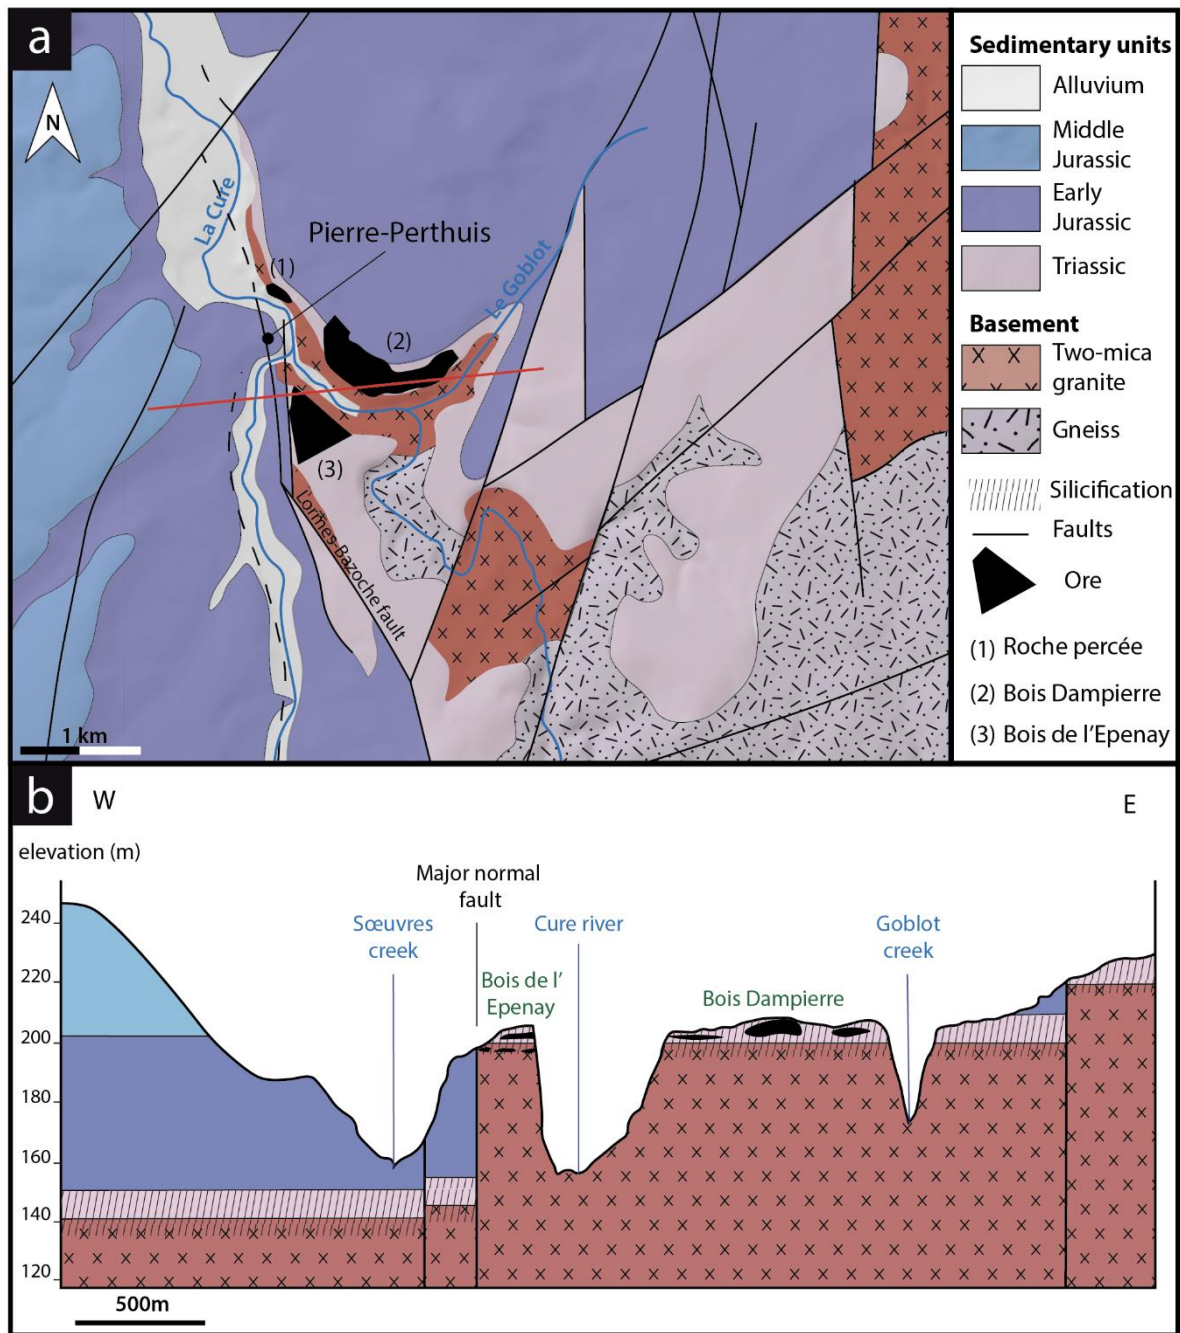 a
N
La Cure
Pierre-Perthuis
(1)
Le Goblot
(2)
(3)
Lormes-Bazoche fault
1 km
Sedimentary units
Alluvium
Middle
Jurassic
Early
Jurassic
Triassic
Basement
Two-mica
granite
Gneiss
Silicification
Faults
Ore
(1) Roche percée
(2) Bois Dampierre
(3) Bois de l'Epenay
b
W
E
elevation (m)
Major normal
fault
Sœuvres
creek
Cure river
Goblot
creek
Bois de l'
Epenay
Bois Dampierre
240
220
200
180
160
140
120
500m